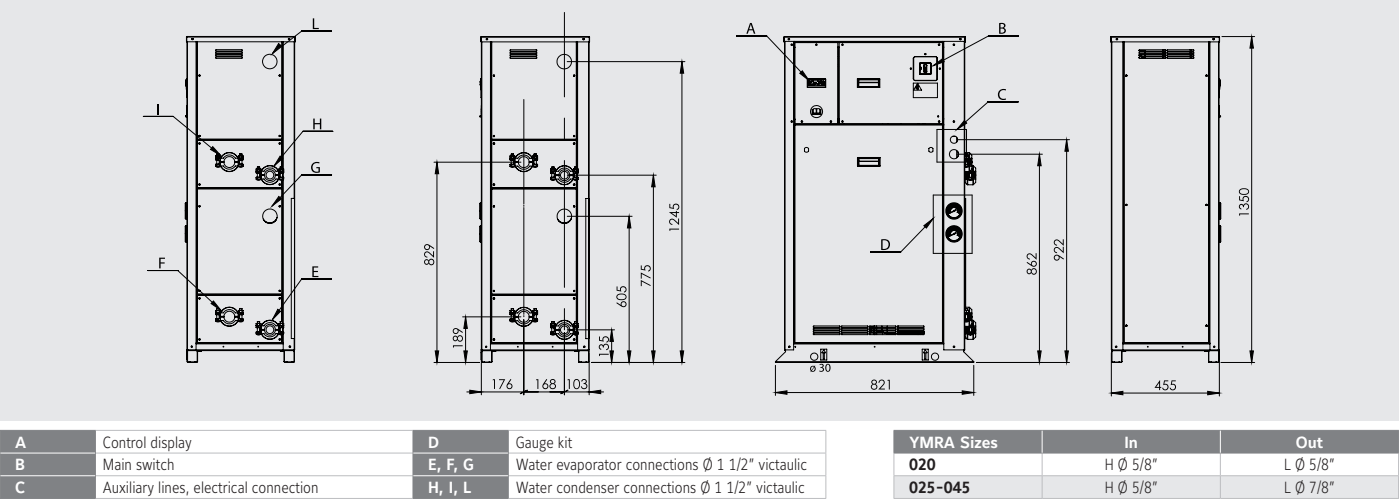 L
I
H
G
F
E
829
189
1245
775
605
135
176
168
103
A
B
C
D
862
922
ø 30
821
1350
455
A Control display D Gauge kit
B Main switch E, F, G Water evaporator connections Ø 1 1/2" victaulic
C Auxiliary lines, electrical connection H, I, L Water condenser connections Ø 1 1/2" victaulic
YMRA Sizes In Out
020 H Ø 5/8" L Ø 5/8"
025-045 H Ø 5/8" L Ø 7/8"